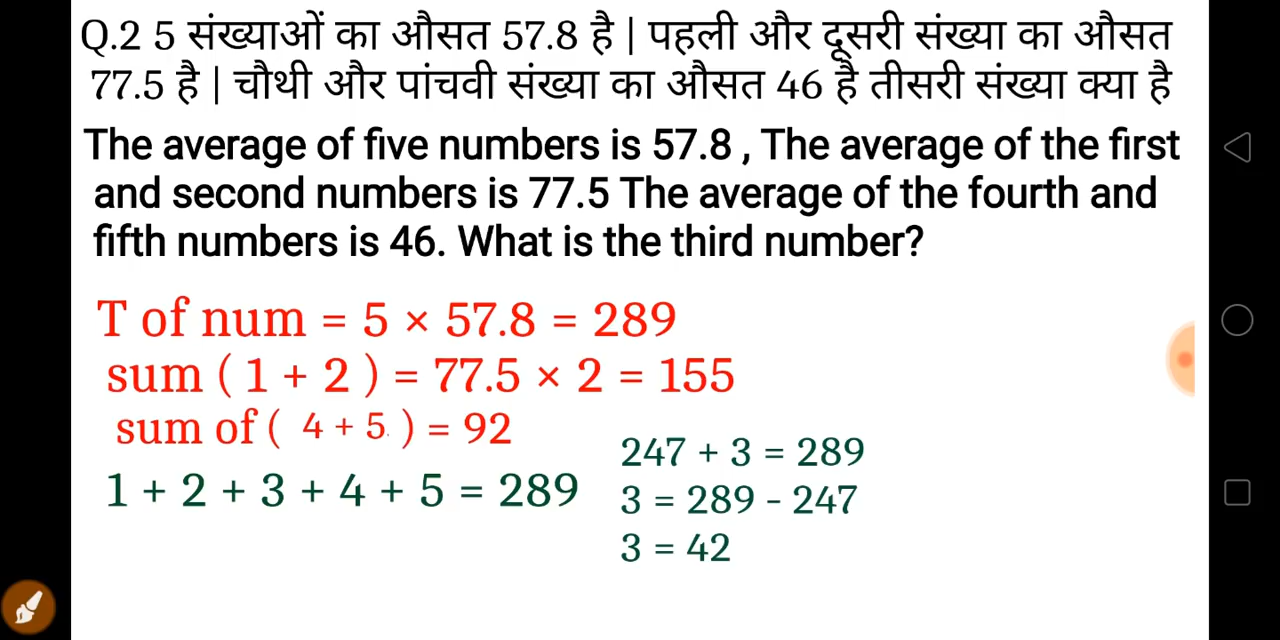 Q.2 5 संख्याओं का औसत 57.8 है | पहली और दूसरी संख्या का औसत
77.5 है | चौथी और पांचवी संख्या का औसत 46 है तीसरी संख्या क्या है
The average of five numbers is 57.8 , The average of the first
and second numbers is 77.5 The average of the fourth and
fifth numbers is 46. What is the third number?
T of num = 5 × 57.8 = 289
sum ( 1 + 2 ) = 77.5 × 2 = 155
sum of ( 4 + 5 ) = 92
1 + 2 + 3 + 4 + 5 = 289
247 + 3 = 289
3 = 289 - 247
3 = 42